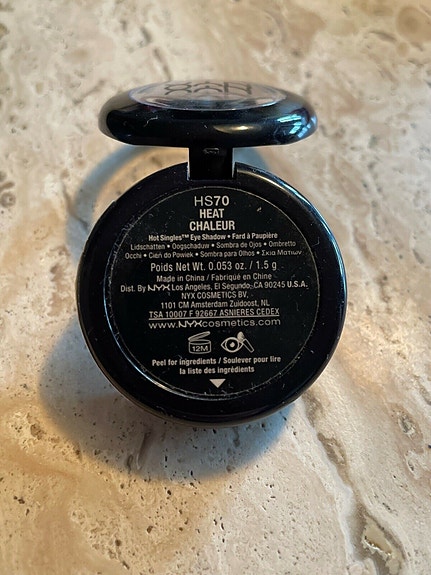 NYX
HS70
HEAT
CHALEUR
Hot Singles™ Eye Shadow • Fard à Paupière
Lidschatten • Oogschaduw • Sombra de Ojos • Ombretto
Occhi • Cień do Powiek • Sombra para Olhos • Σκια Ματιων
Poids Net Wt. 0.053 oz. / 1.5 g
Made in China / Fabriqué en Chine
Dist. By NYX Los Angeles, El Segundo, CA 90245 U.S.A.
NYX COSMETICS BV,
1101 CM Amsterdam Zuidoost, NL
TSA 10007 F 92667 ASNIERES CEDEX
www.NYXcosmetics.com
12M
Peel for ingredients / Soulever pour lire
la liste des ingrédients